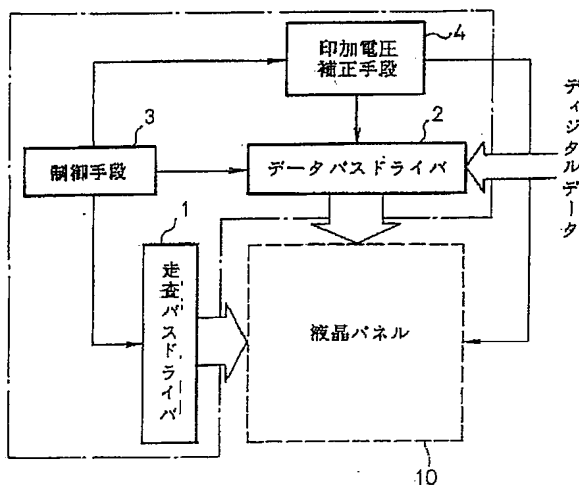 4
印加電圧
補正手段
3
制御手段
2
データバスドライバ
ディジタルデータ
1
走査バスドライバ
液晶パネル
10